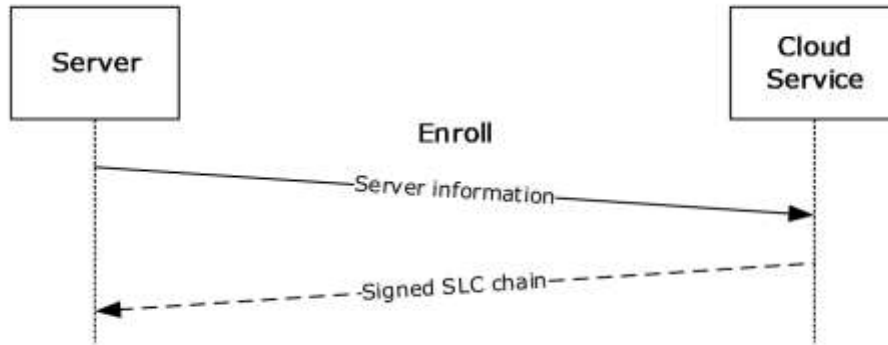 Server
Cloud
Service
Enroll
Server information
Signed SLC chain